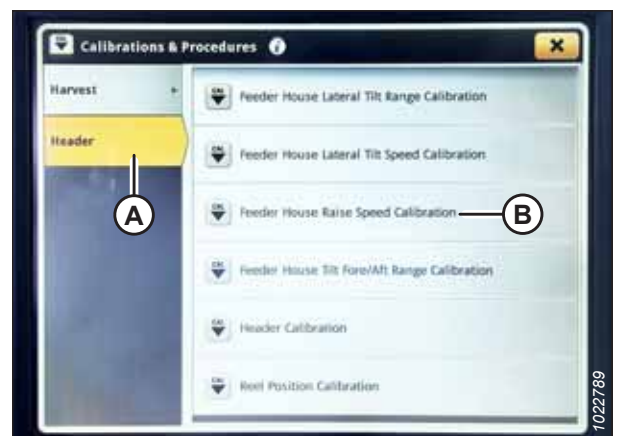 Calibrations & Procedures
Harvest
Header
Feeder House Lateral Tilt Range Calibration
Feeder House Lateral Tilt Speed Calibration
Feeder House Raise Speed Calibration
Feeder House Tilt Fore/Aft Range Calibration
Header Calibration
Reel Position Calibration
A
B
1022789